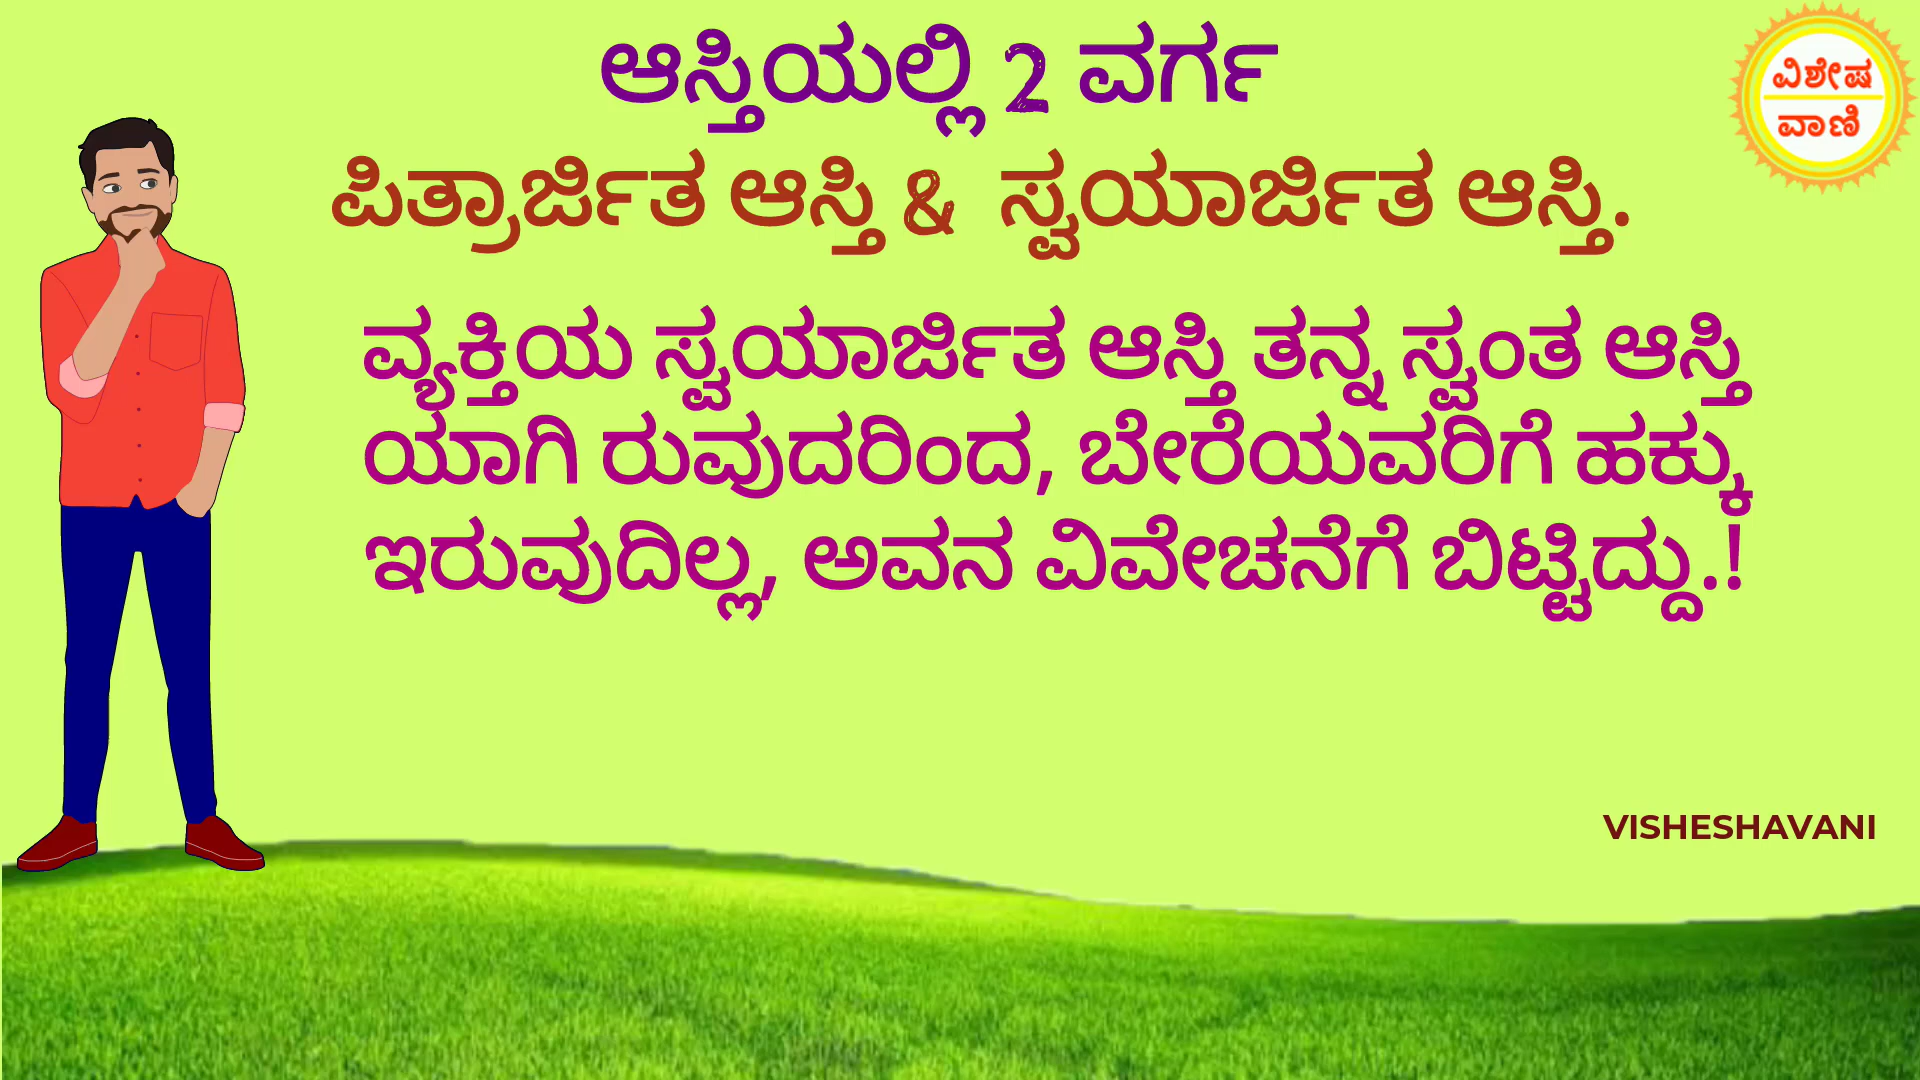 ಆಸ್ತಿಯಲ್ಲಿ 2 ವರ್ಗ
ವಿಶೇಷ
ವಾಣಿ
ಪಿತ್ರಾರ್ಜಿತ ಆಸ್ತಿ & ಸ್ವಯಾರ್ಜಿತ ಆಸ್ತಿ.
ವ್ಯಕ್ತಿಯ ಸ್ವಯಾರ್ಜಿತ ಆಸ್ತಿ ತನ್ನ ಸ್ವಂತ ಆಸ್ತಿ
ಯಾಗಿ ರುವುದರಿಂದ, ಬೇರೆಯವರಿಗೆ ಹಕ್ಕು
ಇರುವುದಿಲ್ಲ, ಅವನ ವಿವೇಚನೆಗೆ ಬಿಟ್ಟಿದ್ದು.!
VISHESHAVANI